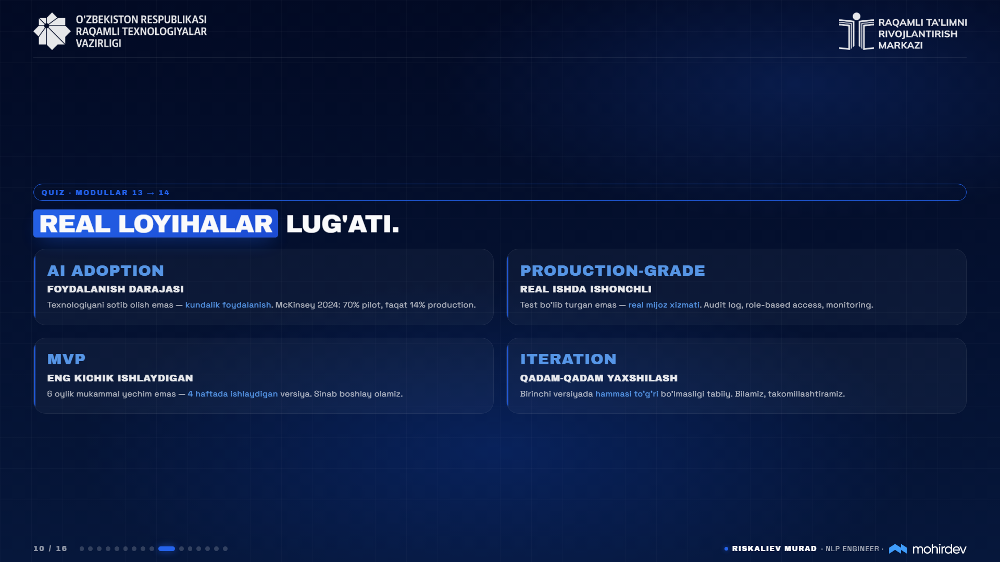 O'ZBEKISTON RESPUBLIKASI
RAQAMLI TEXNOLOGIYALAR
VAZIRLIGI
RAQAMLI TA’LIMNI
RIVOJLANTIRISH
MARKAZI
QUIZ · MODULLAR 13 → 14
REAL LOYIHALAR LUG'ATI.
AI ADOPTION
FOYDALANISH DARAJASI
Texnologiyani sotib olish emas — kundalik foydalanish. McKinsey 2024: 70% pilot, faqat 14% production.
PRODUCTION-GRADE
REAL ISHDA ISHONCHLI
Test bo’lib turgan emas — real mijoz xizmati. Audit log, role-based access, monitoring.
MVP
ENG KICHIK ISHLAYDIGAN
6 oylik mukammal yechim emas — 4 haftada ishlaydigan versiya. Sinab boshlay olamiz.
ITERATION
QADAM-QADAM YAXSHILASH
Birinchi versiyada hammasi to’g’ri bo’lmasligi tabiiy. Bilamiz, takomillashtiramiz.
10 / 16
RISKALIEV MURAD · NLP ENGINEER ·
mohirdev